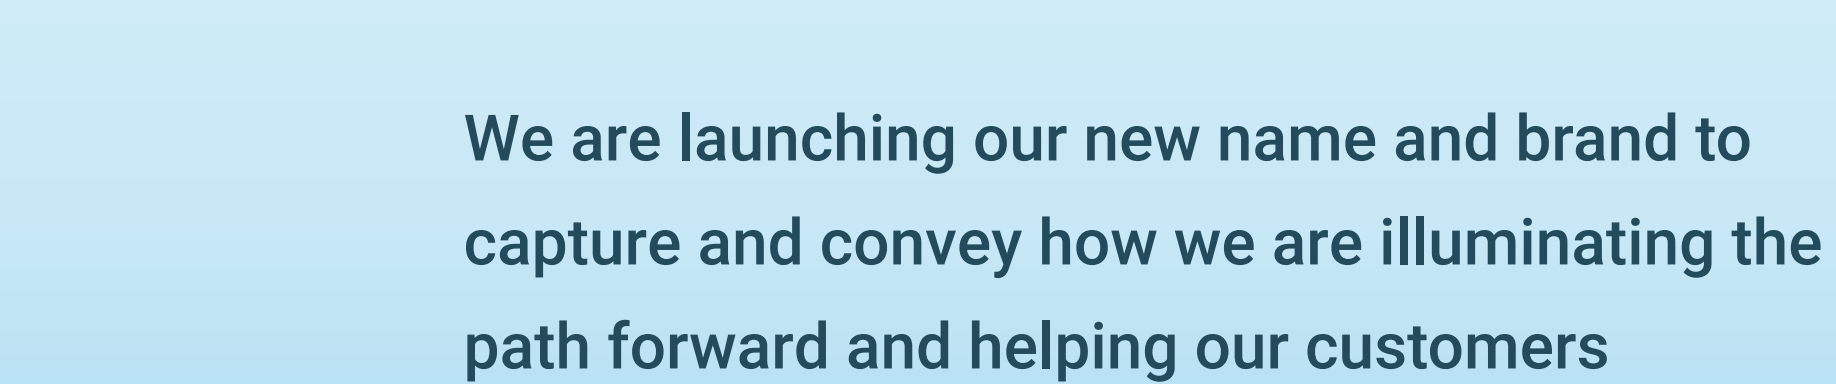 We are launching our new name and brand to
capture and convey how we are illuminating the
path forward and helping our customers